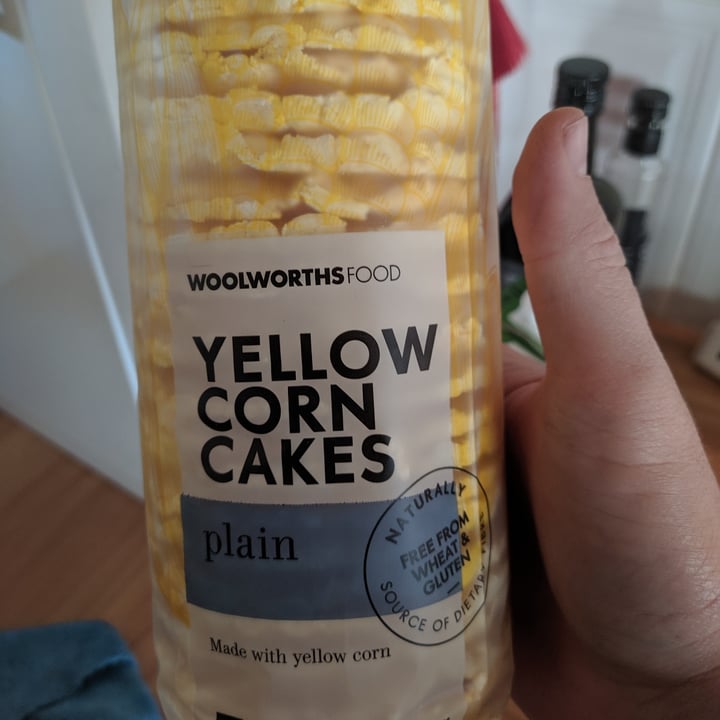 WOOLWORTHS FOOD
YELLOW
CORN
CAKES
plain
NATURALLY
FREE FROM
WHEAT &
GLUTEN
SOURCE OF DIETARY FIBRE
Made with yellow corn